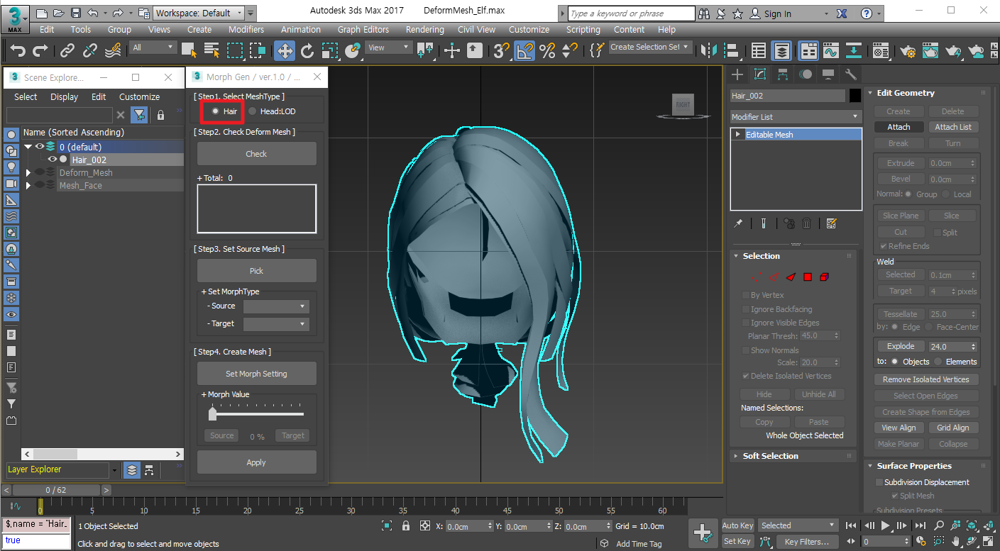 3
MAX
Workspace: Default
Autodesk 3ds Max 2017 DeformMesh_Elf.max
Type a keyword or phrase
Sign In
Edit Tools Group Views Create Modifiers Animation Graph Editors Rendering Civil View Customize Scripting Content Help
All
View
Create Selection Set
3 Scene Explore...
Select Display Edit Customize
Name (Sorted Ascending)
0 (default)
Hair_002
Deform_Mesh
Mesh_Face
Layer Explorer
3 Morph Gen / ver.1.0 / ...
[ Step1. Select MeshType ]
Hair Head:LOD
[ Step2. Check Deform Mesh ]
Check
+ Total: 0
[ Step3. Set Source Mesh ]
Pick
+ Set MorphType
- Source
- Target
[ Step4. Create Mesh ]
Set Morph Setting
+ Morph Value
Source 0 % Target
Apply
RIGHT
Hair_002
Modifier List
Editable Mesh
Selection
By Vertex
Ignore Backfacing
Ignore Visible Edges
Planar Thresh: 45.0
Show Normals
Scale: 20.0
Delete Isolated Vertices
Hide Unhide All
Named Selections:
Copy Paste
Whole Object Selected
Soft Selection
Edit Geometry
Create Delete
Attach Attach List
Break Turn
Extrude 0.0cm
Bevel 0.0cm
Normal: Group Local
Slice Plane Slice
Cut Split
Refine Ends
Weld
Selected 0.1cm
Target 4 pixels
Tessellate 25.0
by: Edge Face-Center
Explode 24.0
to: Objects Elements
Remove Isolated Vertices
Select Open Edges
Create Shape from Edges
View Align Grid Align
Make Planar Collapse
Surface Properties
Subdivision Displacement
Split Mesh
Subdivision Presets
< 0 / 62 >
0 5 10 15 20 25 30 35 40 45 50 55 60
$.name = "Hair_
true
1 Object Selected
Click and drag to select and move objects
X: 0.0cm Y: 0.0cm Z: 0.0cm Grid = 10.0cm
Add Time Tag
Auto Key Selected
Set Key Key Filters...
0